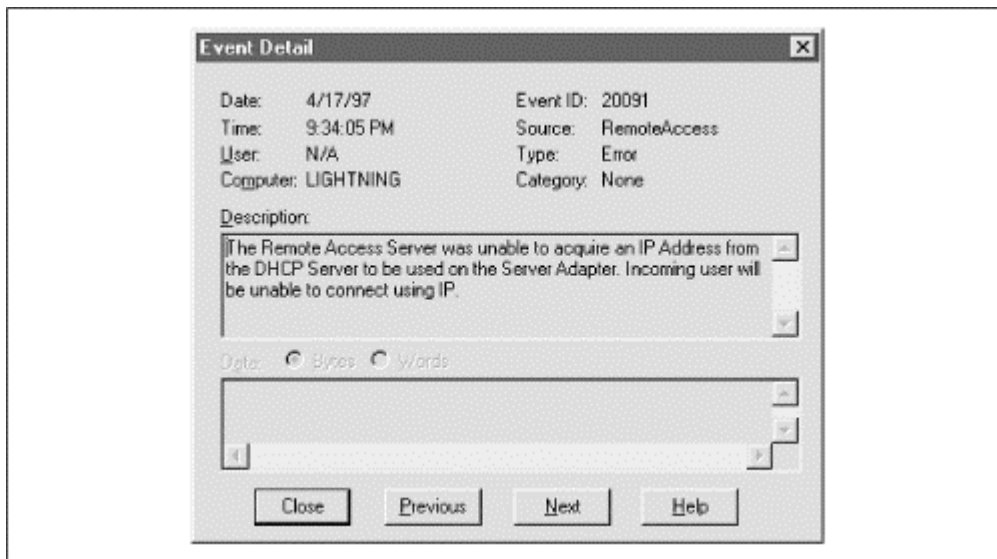 Event Detail
Date: 4/17/97 Event ID: 20091
Time: 9:34:05 PM Source: RemoteAccess
User: N/A Type: Error
Computer: LIGHTNING Category: None
Description:
The Remote Access Server was unable to acquire an IP Address from
the DHCP Server to be used on the Server Adapter. Incoming user will
be unable to connect using IP.
Data: Bytes Words
Close Previous Next Help